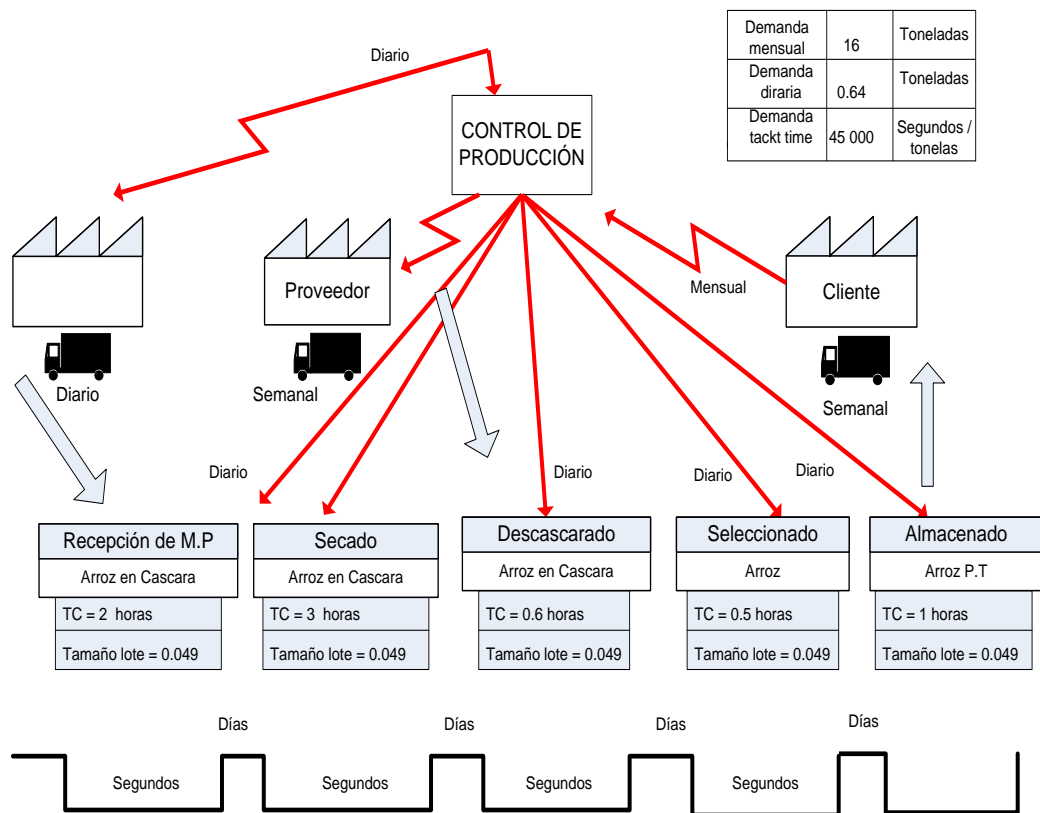 Demanda
mensual
16
Toneladas
Demanda
diraria
0.64
Toneladas
Demanda
tackt time
45 000
Segundos /
tonelas
Diario
CONTROL DE
PRODUCCIÓN
Proveedor
Mensual
Cliente
Diario
Semanal
Semanal
Diario
Diario
Diario
Diario
Recepción de M.P
Arroz en Cascara
TC = 2 horas
Tamaño lote = 0.049
Secado
Arroz en Cascara
TC = 3 horas
Tamaño lote = 0.049
Descascarado
Arroz en Cascara
TC = 0.6 horas
Tamaño lote = 0.049
Seleccionado
Arroz
TC = 0.5 horas
Tamaño lote = 0.049
Almacenado
Arroz P.T
TC = 1 horas
Tamaño lote = 0.049
Días
Días
Días
Días
Segundos
Segundos
Segundos
Segundos